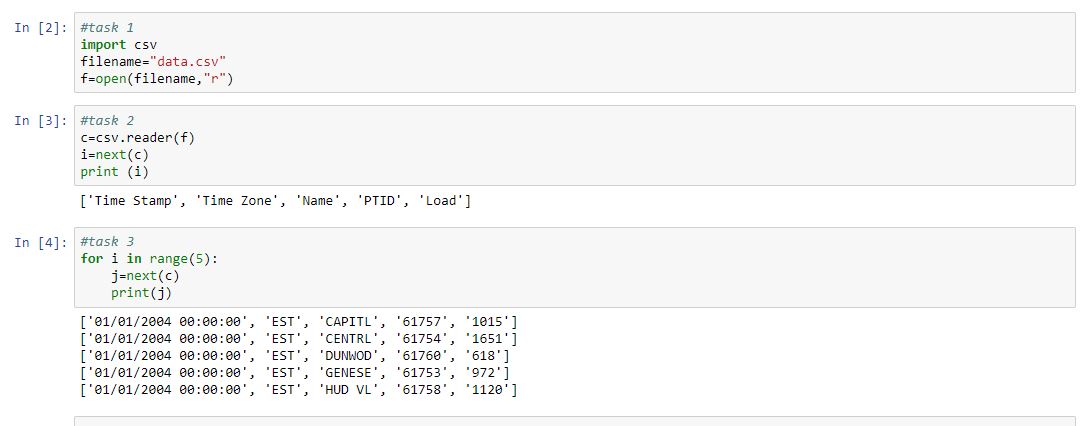 In [2]: #task 1
import csv
filename="data.csv"
f=open(filename,"r")
In [3]: #task 2
c=csv.reader(f)
i=next(c)
print (i)
['Time Stamp', 'Time Zone', 'Name', 'PTID', 'Load']
In [4]: #task 3
for i in range(5):
    j=next(c)
    print(j)
['01/01/2004 00:00:00', 'EST', 'CAPITL', '61757', '1015']
['01/01/2004 00:00:00', 'EST', 'CENTRL', '61754', '1651']
['01/01/2004 00:00:00', 'EST', 'DUNWOD', '61760', '618']
['01/01/2004 00:00:00', 'EST', 'GENESE', '61753', '972']
['01/01/2004 00:00:00', 'EST', 'HUD VL', '61758', '1120']